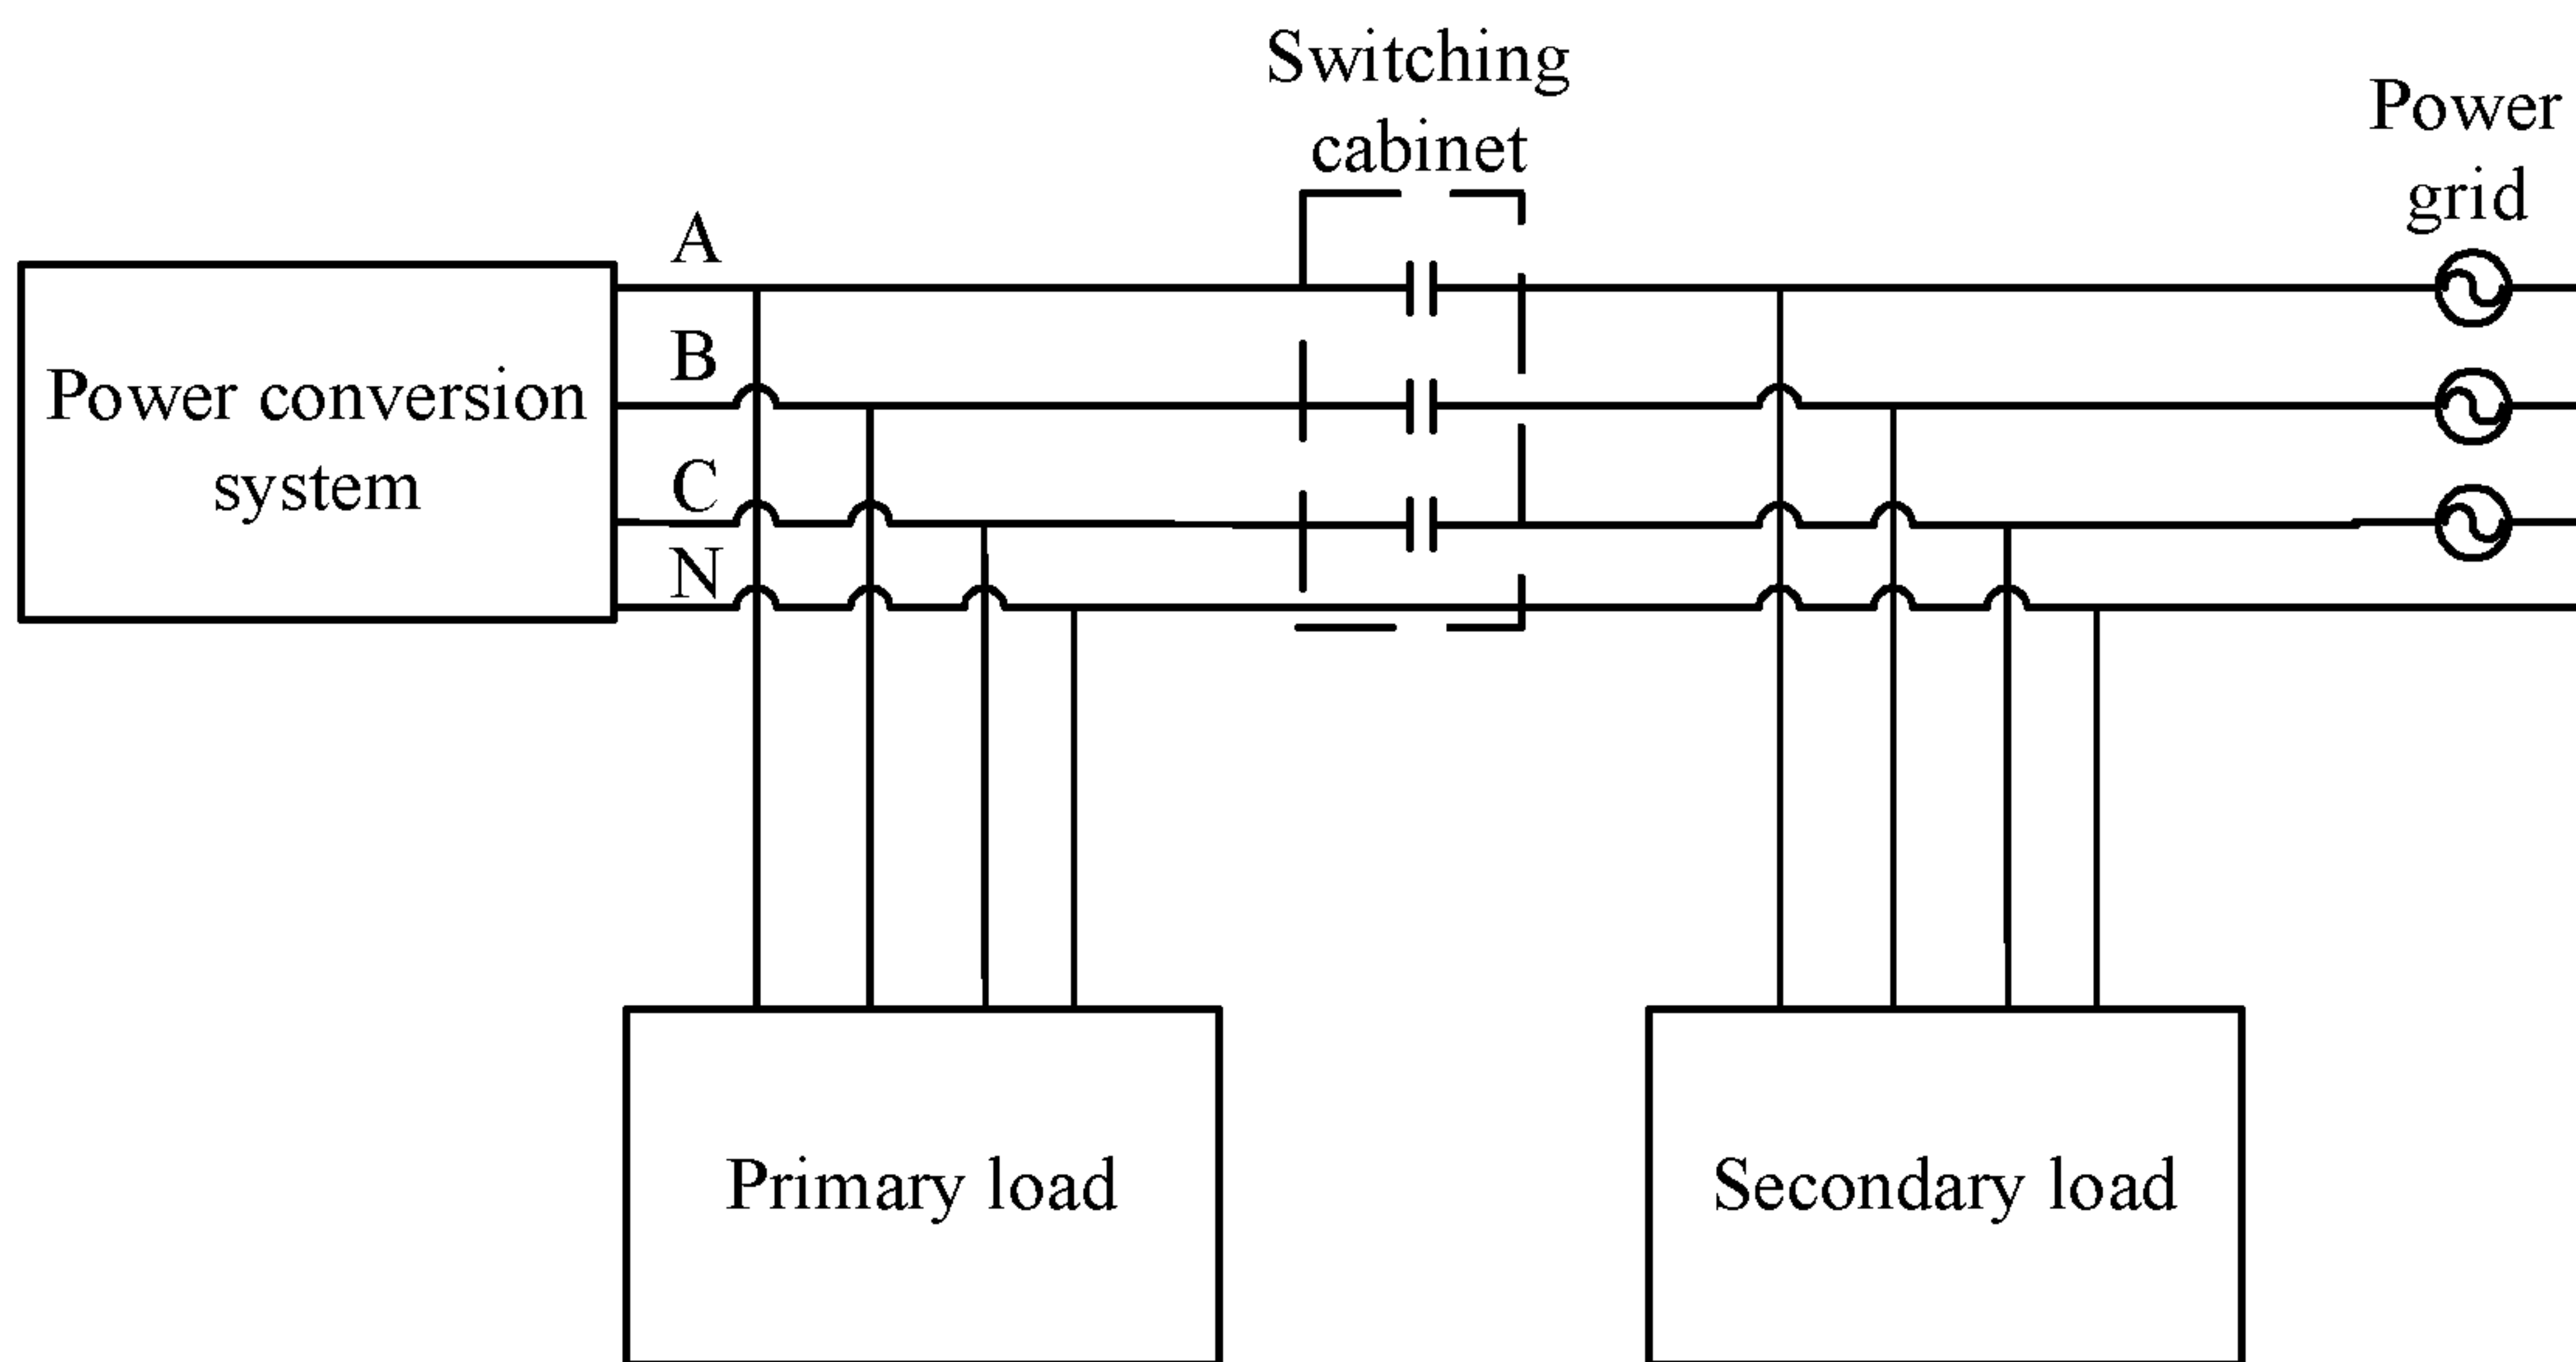 Switching
cabinet
Power
grid
A
B
C
N
Power conversion
system
Primary load
Secondary load